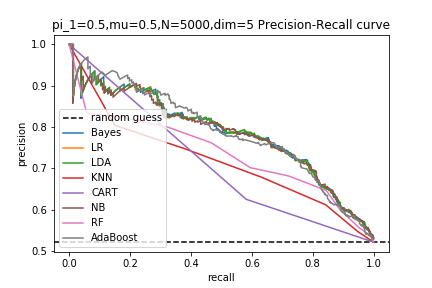 pi_1=0.5,mu=0.5,N=5000,dim=5 Precision-Recall curve
1.0
0.9
0.8
0.7
0.6
0.5
precision
random guess
Bayes
LR
LDA
KNN
CART
NB
RF
AdaBoost
0.0 0.2 0.4 0.6 0.8 1.0
recall